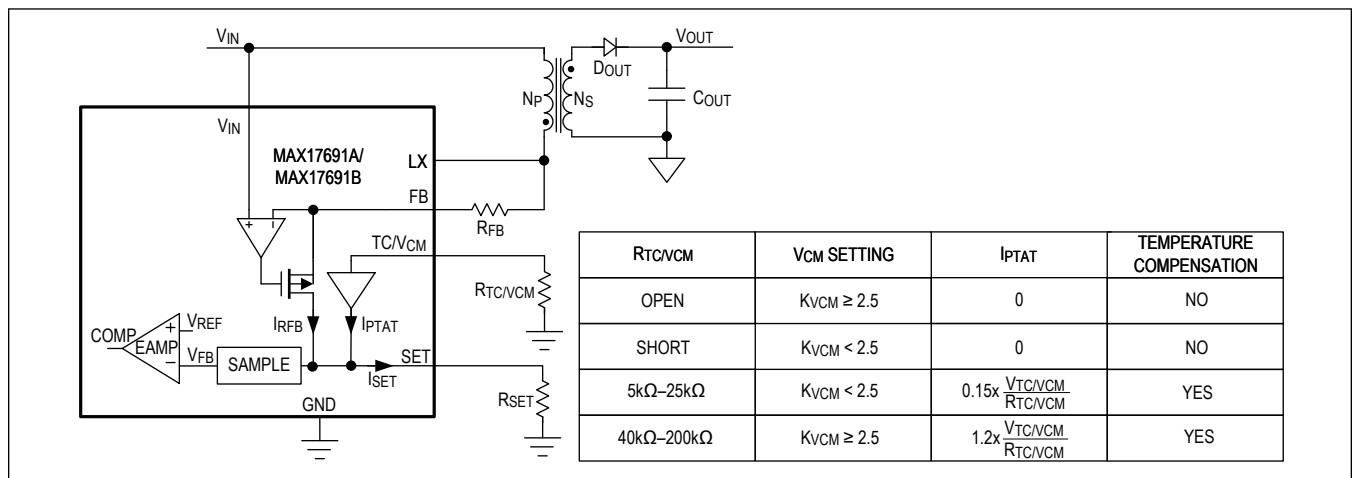 VIN
VOUT
DOUT
NP
NS
COUT
VIN
MAX17691A/
MAX17691B
LX
FB
RFB
+
−
TC/VCM
RTC/VCM
IRFB
IPTAT
COMP
EAMP
+
−
VREF
VFB
SAMPLE
SET
ISET
RSET
GND
RTC/VCM VCM SETTING IPTAT TEMPERATURE COMPENSATION
OPEN KVCM ≥ 2.5 0 NO
SHORT KVCM < 2.5 0 NO
5kΩ–25kΩ KVCM < 2.5 0.15x VTC/VCM / RTC/VCM YES
40kΩ–200kΩ KVCM ≥ 2.5 1.2x VTC/VCM / RTC/VCM YES